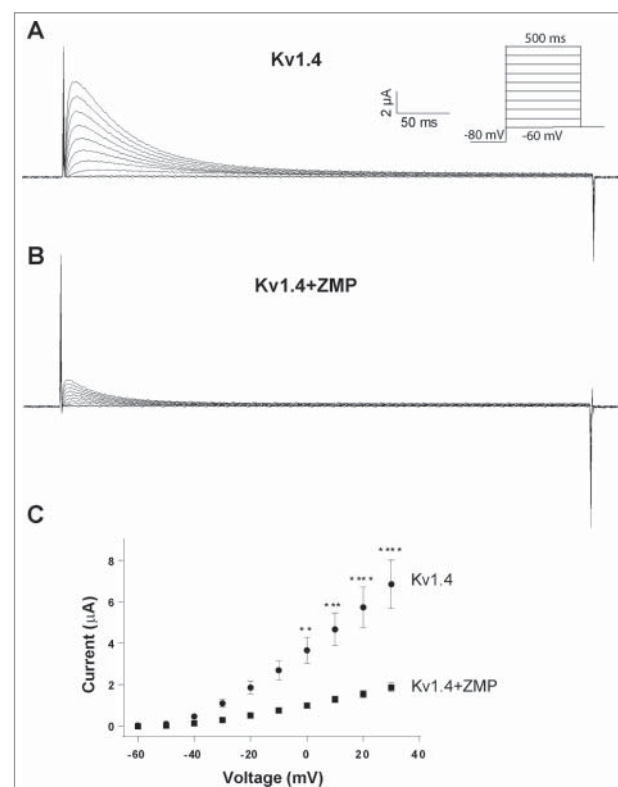 A
Kv1.4
500 ms
2 µA
50 ms
-80 mV
-60 mV
B
Kv1.4+ZMP
C
8
6
4
2
0
Current (µA)
**
***
****
****
Kv1.4
Kv1.4+ZMP
-60
-40
-20
0
20
40
Voltage (mV)